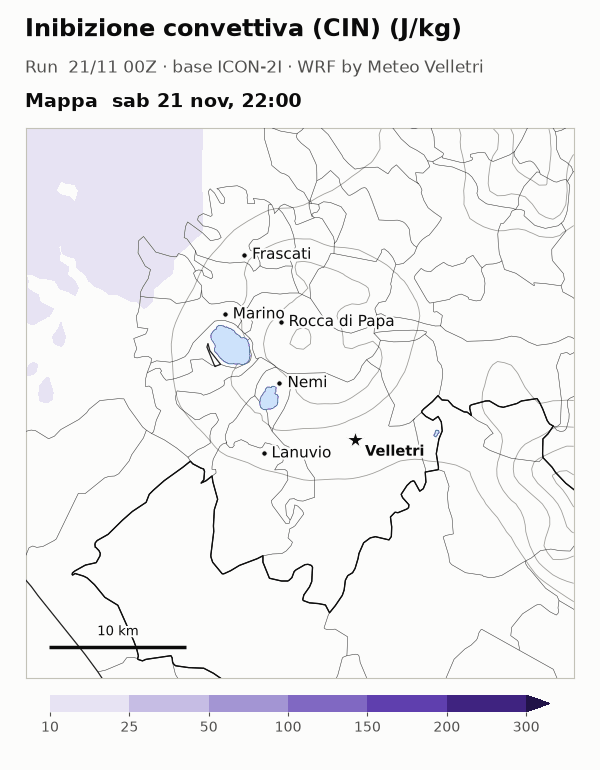 Inibizione convettiva (CIN) (J/kg)
Run  21/11 00Z · base ICON-2I · WRF by Meteo Velletri
Mappa  sab 21 nov, 22:00
Frascati
Marino
Rocca di Papa
Nemi
Velletri
Lanuvio
10 km
10 25 50 100 150 200 300